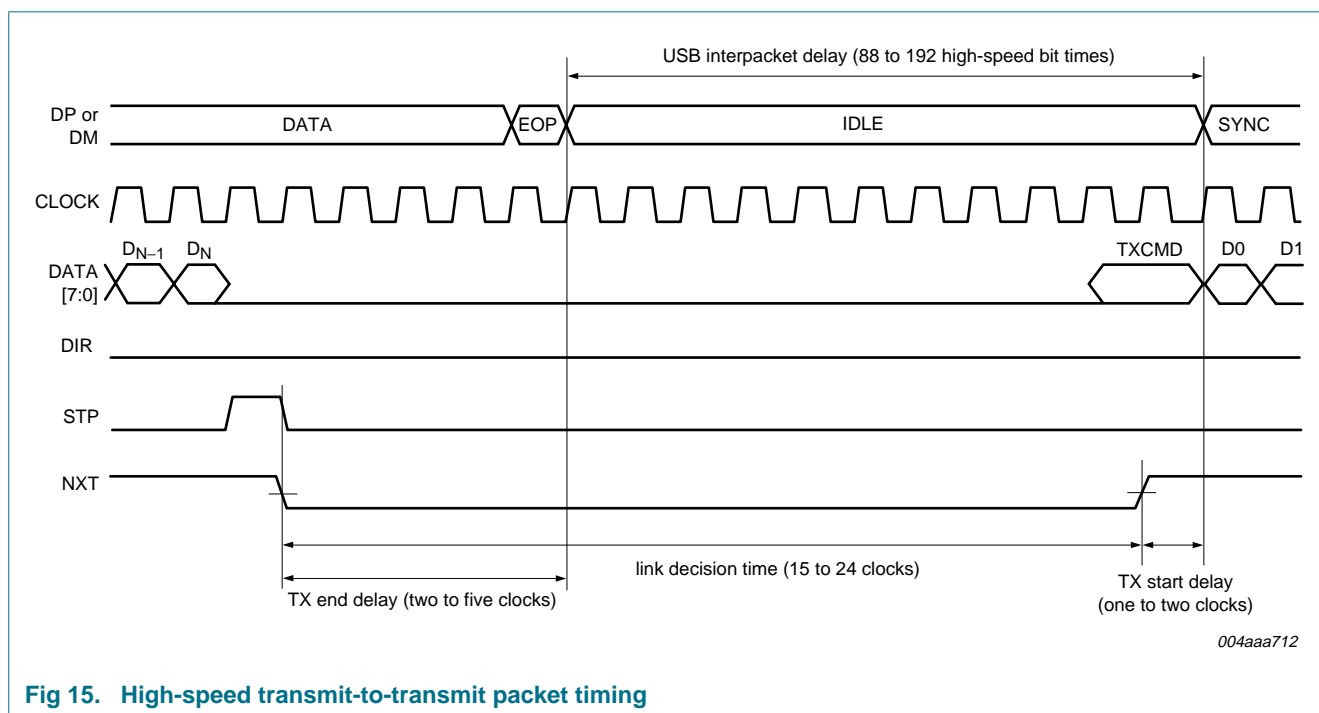 USB interpacket delay (88 to 192 high-speed bit times)
DP or
DM
DATA
EOP
IDLE
SYNC
CLOCK
DATA
[7:0]
DN−1
DN
TXCMD
D0
D1
DIR
STP
NXT
link decision time (15 to 24 clocks)
TX end delay (two to five clocks)
TX start delay
(one to two clocks)
004aaa712
Fig 15. High-speed transmit-to-transmit packet timing